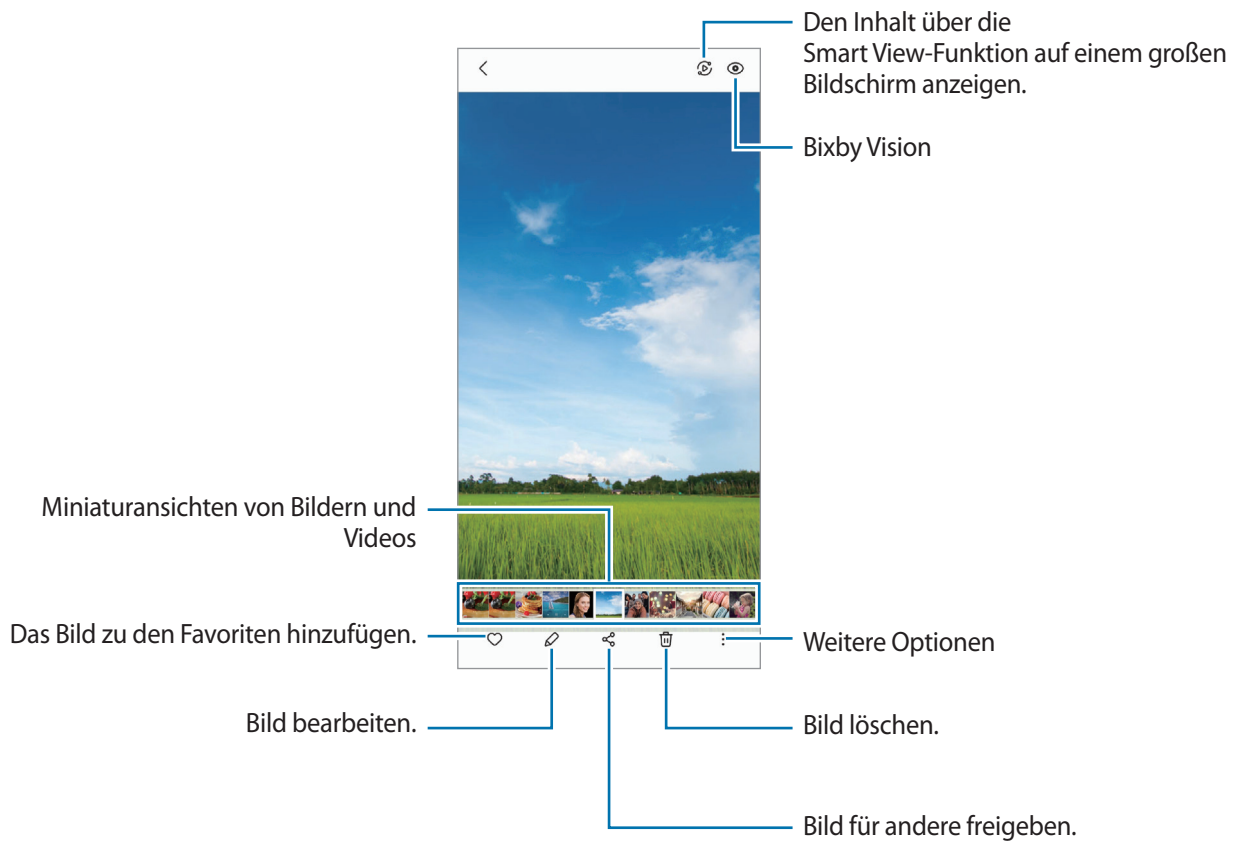 Den Inhalt über die
Smart View-Funktion auf einem großen
Bildschirm anzeigen.
Bixby Vision
Miniaturansichten von Bildern und
Videos
Das Bild zu den Favoriten hinzufügen.
Weitere Optionen
Bild bearbeiten.
Bild löschen.
Bild für andere freigeben.